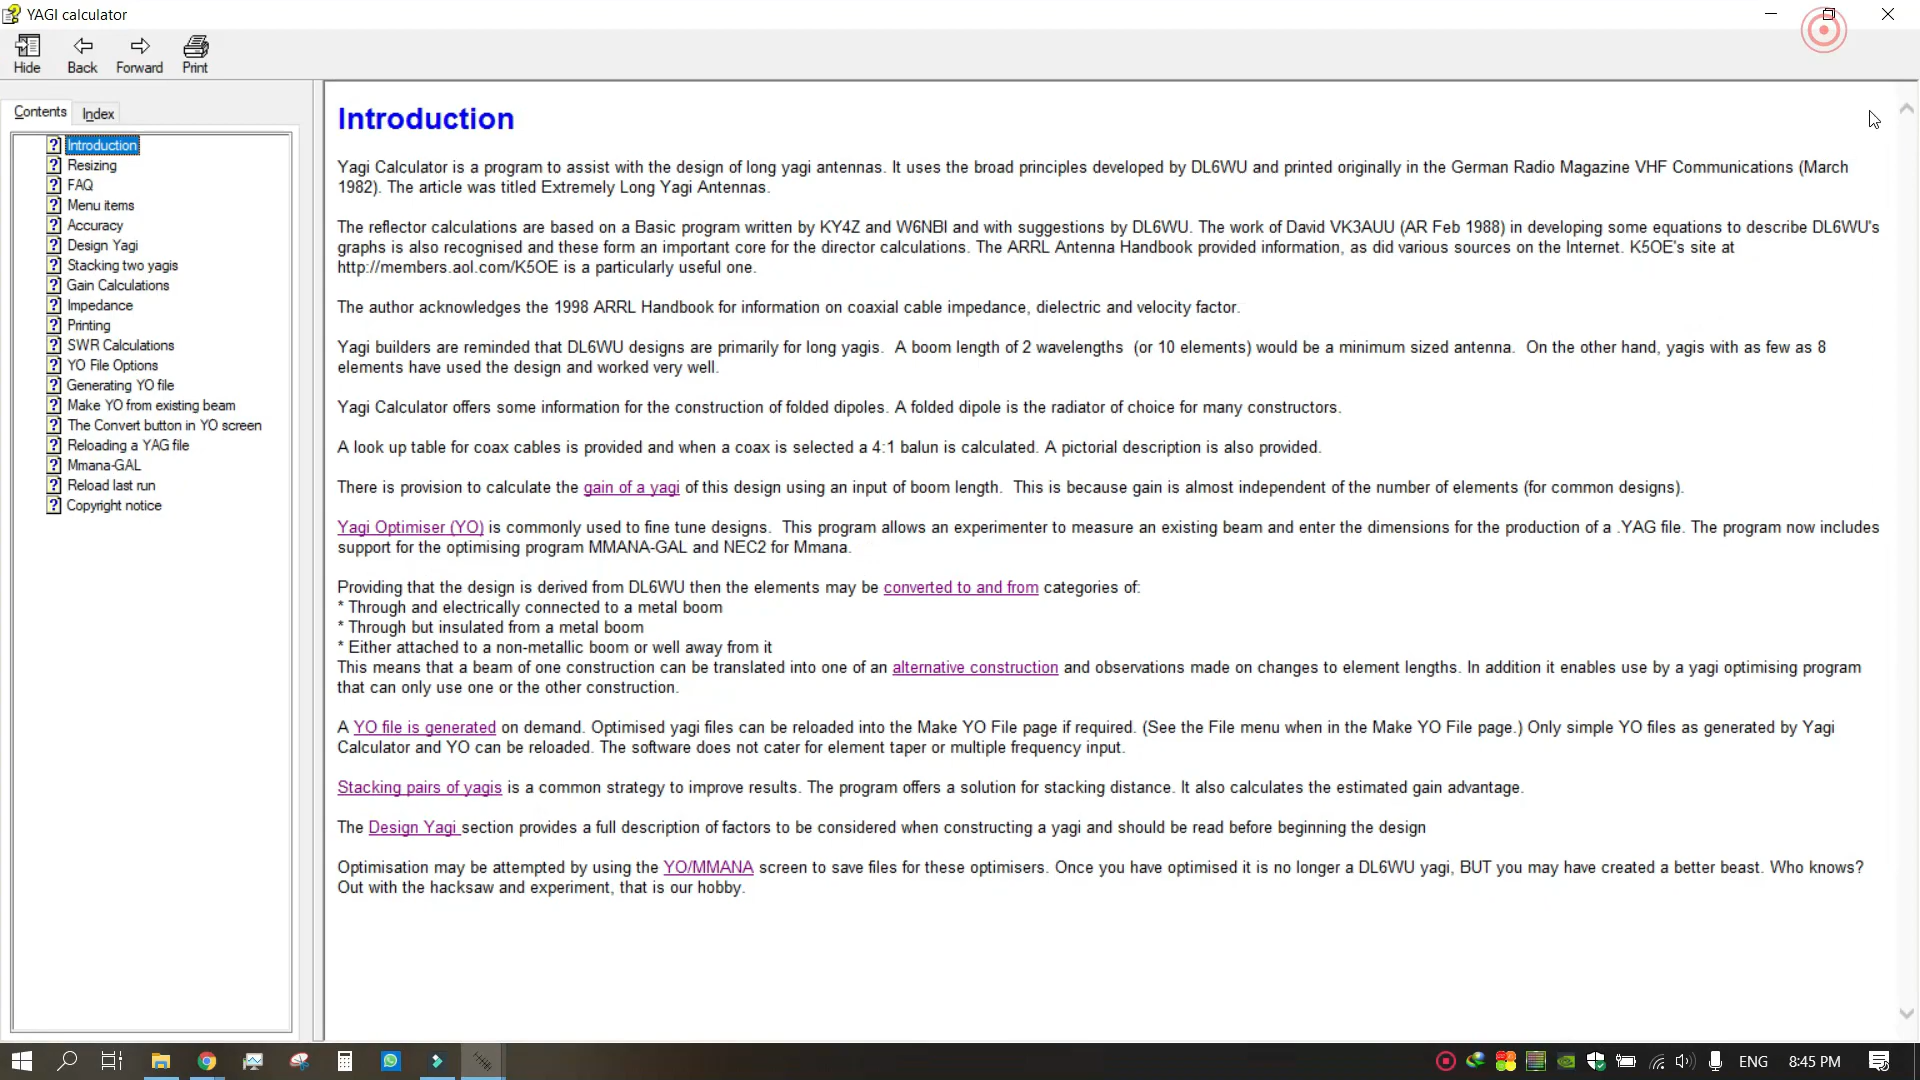 YAGI calculator
Hide Back Forward Print
Contents Index
Introduction
Resizing
FAQ
Menu items
Accuracy
Design Yagi
Stacking two yagis
Gain Calculations
Impedance
Printing
SWR Calculations
YO File Options
Generating YO file
Make YO from existing beam
The Convert button in YO screen
Reloading a YAG file
Mmana-GAL
Reload last run
Copyright notice
Introduction
Yagi Calculator is a program to assist with the design of long yagi antennas. It uses the broad principles developed by DL6WU and printed originally in the German Radio Magazine VHF Communications (March
1982). The article was titled Extremely Long Yagi Antennas.
The reflector calculations are based on a Basic program written by KY4Z and W6NBI and with suggestions by DL6WU. The work of David VK3AUU (AR Feb 1988) in developing some equations to describe DL6WU's
graphs is also recognised and these form an important core for the director calculations. The ARRL Antenna Handbook provided information, as did various sources on the Internet. K5OE's site at
http://members.aol.com/K5OE is a particularly useful one.
The author acknowledges the 1998 ARRL Handbook for information on coaxial cable impedance, dielectric and velocity factor.
Yagi builders are reminded that DL6WU designs are primarily for long yagis. A boom length of 2 wavelengths (or 10 elements) would be a minimum sized antenna. On the other hand, yagis with as few as 8
elements have used the design and worked very well.
Yagi Calculator offers some information for the construction of folded dipoles. A folded dipole is the radiator of choice for many constructors.
A look up table for coax cables is provided and when a coax is selected a 4:1 balun is calculated. A pictorial description is also provided.
There is provision to calculate the gain of a yagi of this design using an input of boom length. This is because gain is almost independent of the number of elements (for common designs).
Yagi Optimiser (YO) is commonly used to fine tune designs. This program allows an experimenter to measure an existing beam and enter the dimensions for the production of a .YAG file. The program now includes
support for the optimising program MMANA-GAL and NEC2 for Mmana.
Providing that the design is derived from DL6WU then the elements may be converted to and from categories of:
* Through and electrically connected to a metal boom
* Through but insulated from a metal boom
* Either attached to a non-metallic boom or well away from it
This means that a beam of one construction can be translated into one of an alternative construction and observations made on changes to element lengths. In addition it enables use by a yagi optimising program
that can only use one or the other construction.
A YO file is generated on demand. Optimised yagi files can be reloaded into the Make YO File page if required. (See the File menu when in the Make YO File page.) Only simple YO files as generated by Yagi
Calculator and YO can be reloaded. The software does not cater for element taper or multiple frequency input.
Stacking pairs of yagis is a common strategy to improve results. The program offers a solution for stacking distance. It also calculates the estimated gain advantage.
The Design Yagi section provides a full description of factors to be considered when constructing a yagi and should be read before beginning the design
Optimisation may be attempted by using the YO/MMANA screen to save files for these optimisers. Once you have optimised it is no longer a DL6WU yagi, BUT you may have created a better beast. Who knows?
Out with the hacksaw and experiment, that is our hobby.
ENG 8:45 PM